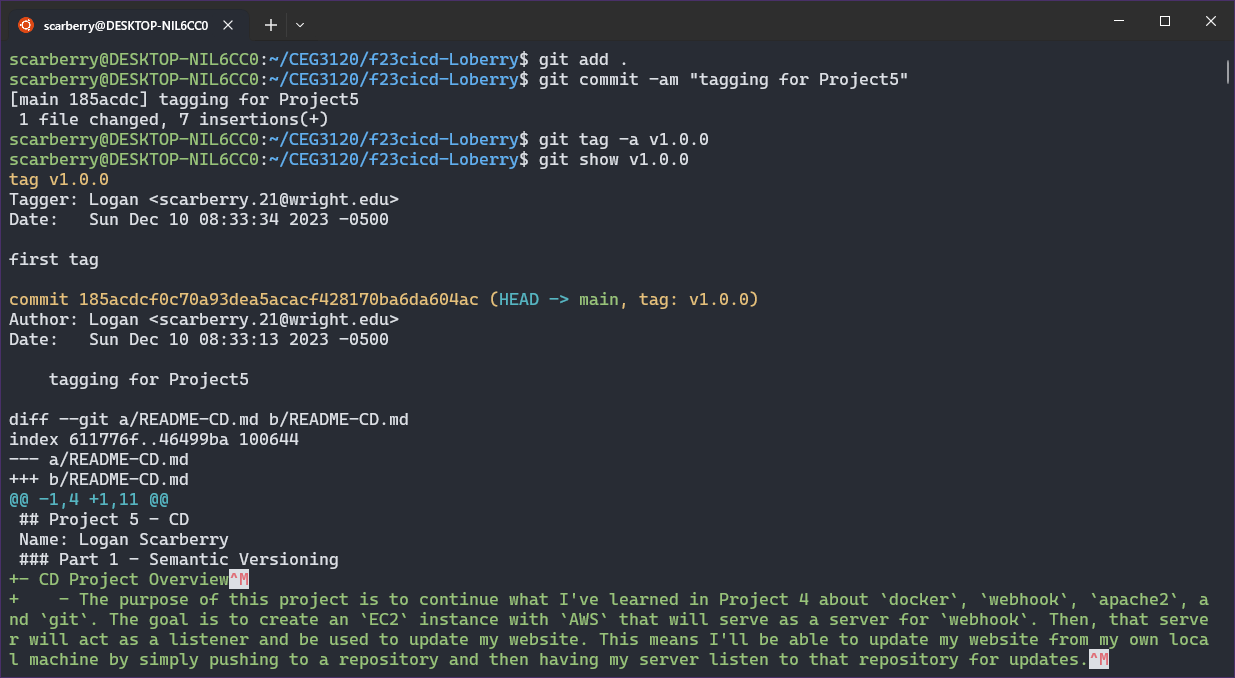 scarberry@DESKTOP-NIL6CC0
scarberry@DESKTOP-NIL6CC0:~/CEG3120/f23cicd-Loberry$ git add .
scarberry@DESKTOP-NIL6CC0:~/CEG3120/f23cicd-Loberry$ git commit -am "tagging for Project5"
[main 185acdc] tagging for Project5
 1 file changed, 7 insertions(+)
scarberry@DESKTOP-NIL6CC0:~/CEG3120/f23cicd-Loberry$ git tag -a v1.0.0
scarberry@DESKTOP-NIL6CC0:~/CEG3120/f23cicd-Loberry$ git show v1.0.0
tag v1.0.0
Tagger: Logan <scarberry.21@wright.edu>
Date:   Sun Dec 10 08:33:34 2023 -0500

first tag

commit 185acdcf0c70a93dea5acacf428170ba6da604ac (HEAD -> main, tag: v1.0.0)
Author: Logan <scarberry.21@wright.edu>
Date:   Sun Dec 10 08:33:13 2023 -0500

    tagging for Project5

diff --git a/README-CD.md b/README-CD.md
index 611776f..46499ba 100644
--- a/README-CD.md
+++ b/README-CD.md
@@ -1,4 +1,11 @@
 ## Project 5 - CD
 Name: Logan Scarberry
 ### Part 1 - Semantic Versioning
+- CD Project Overview^M
+    - The purpose of this project is to continue what I've learned in Project 4 about `docker`, `webhook`, `apache2`, a
nd `git`. The goal is to create an `EC2` instance with `AWS` that will serve as a server for `webhook`. Then, that serve
r will act as a listener and be used to update my website. This means I'll be able to update my website from my own loca
l machine by simply pushing to a repository and then having my server listen to that repository for updates.^M